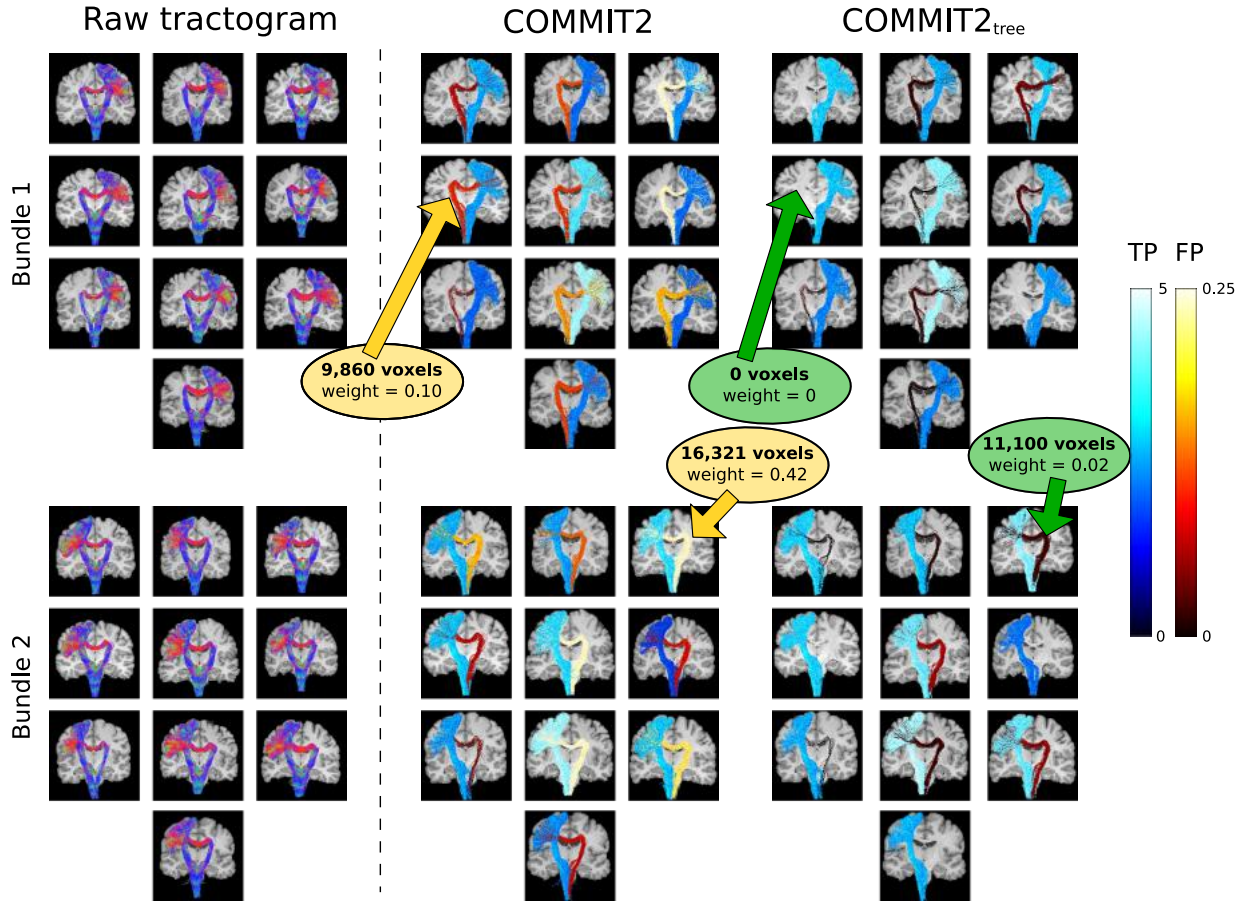 Raw tractogram
COMMIT2
COMMIT2tree
Bundle 1
TP FP
5
0.25
9,860 voxels
weight = 0.10
0 voxels
weight = 0
16,321 voxels
weight = 0.42
11,100 voxels
weight = 0.02
Bundle 2
0
0